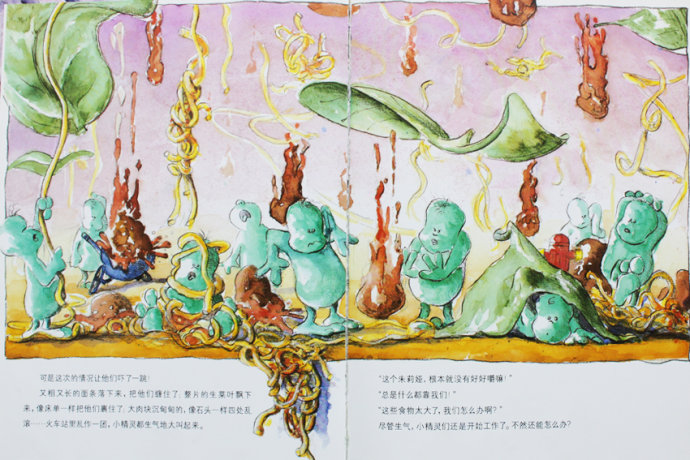 可是这次的情况让他们吓了一跳!
又粗又长的面条落下来,把他们缠住了;整片的生菜叶飘下
来,像床单一样把他们裹住了;大肉块沉甸甸的,像石头一样四处乱
滚……火车站里乱作一团,小精灵都生气地大叫起来。
“这个朱莉娅,根本就没有好好嚼嘛!”
“总是什么都靠我们!”
“这些食物太大了,我们怎么办啊?”
尽管生气,小精灵们还是开始工作了。不然还能怎么办?